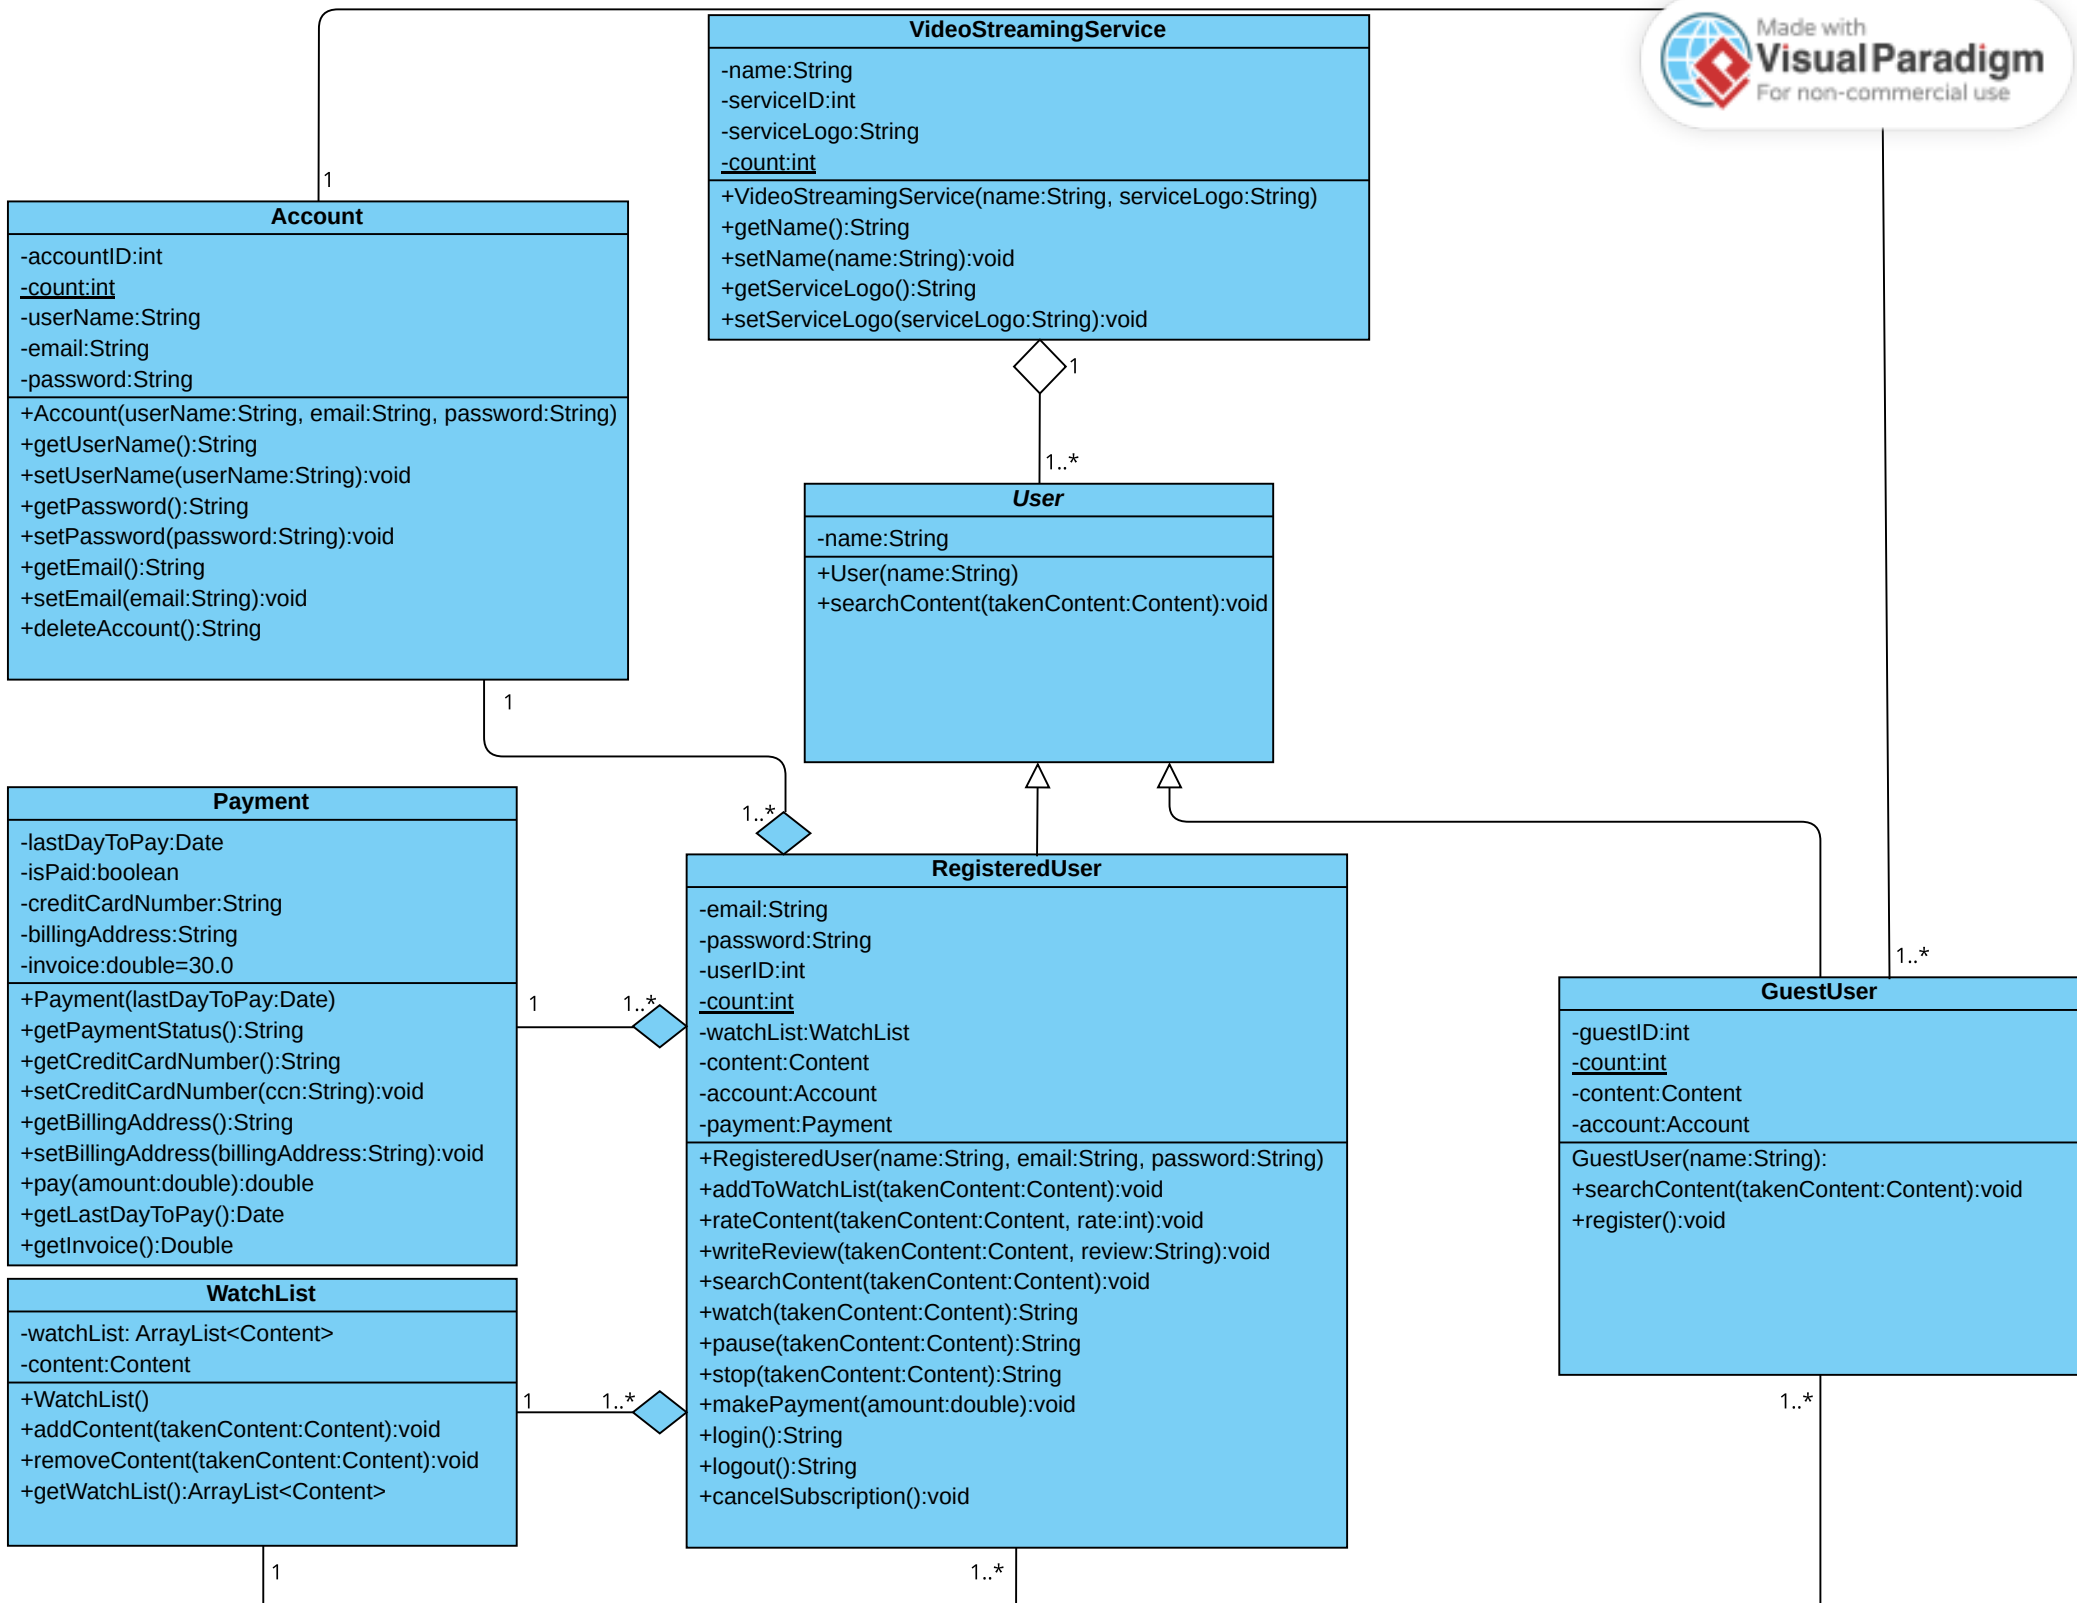 VideoStreamingService
-name:String
-serviceID:int
-serviceLogo:String
-count:int
+VideoStreamingService(name:String, serviceLogo:String)
+getName():String
+setName(name:String):void
+getServiceLogo():String
+setServiceLogo(serviceLogo:String):void
Made with
Visual Paradigm
For non-commercial use
1
Account
-accountID:int
-count:int
-userName:String
-email:String
-password:String
+Account(userName:String, email:String, password:String)
+getUserName():String
+setUserName(userName:String):void
+getPassword():String
+setPassword(password:String):void
+getEmail():String
+setEmail(email:String):void
+deleteAccount():String
1
1..*
User
-name:String
+User(name:String)
+searchContent(takenContent:Content):void
1
1..*
Payment
-lastDayToPay:Date
-isPaid:boolean
-creditCardNumber:String
-billingAddress:String
-invoice:double=30.0
+Payment(lastDayToPay:Date)
+getPaymentStatus():String
+getCreditCardNumber():String
+setCreditCardNumber(ccn:String):void
+getBillingAddress():String
+setBillingAddress(billingAddress:String):void
+pay(amount:double):double
+getLastDayToPay():Date
+getInvoice():Double
1
1..*
RegisteredUser
-email:String
-password:String
-userID:int
-count:int
-watchList:WatchList
-content:Content
-account:Account
-payment:Payment
+RegisteredUser(name:String, email:String, password:String)
+addToWatchList(takenContent:Content):void
+rateContent(takenContent:Content, rate:int):void
+writeReview(takenContent:Content, review:String):void
+searchContent(takenContent:Content):void
+watch(takenContent:Content):String
+pause(takenContent:Content):String
+stop(takenContent:Content):String
+makePayment(amount:double):void
+login():String
+logout():String
+cancelSubscription():void
1..*
1..*
GuestUser
-guestID:int
-count:int
-content:Content
-account:Account
GuestUser(name:String):
+searchContent(takenContent:Content):void
+register():void
1..*
WatchList
-watchList: ArrayList<Content>
-content:Content
+WatchList()
+addContent(takenContent:Content):void
+removeContent(takenContent:Content):void
+getWatchList():ArrayList<Content>
1
1..*
1